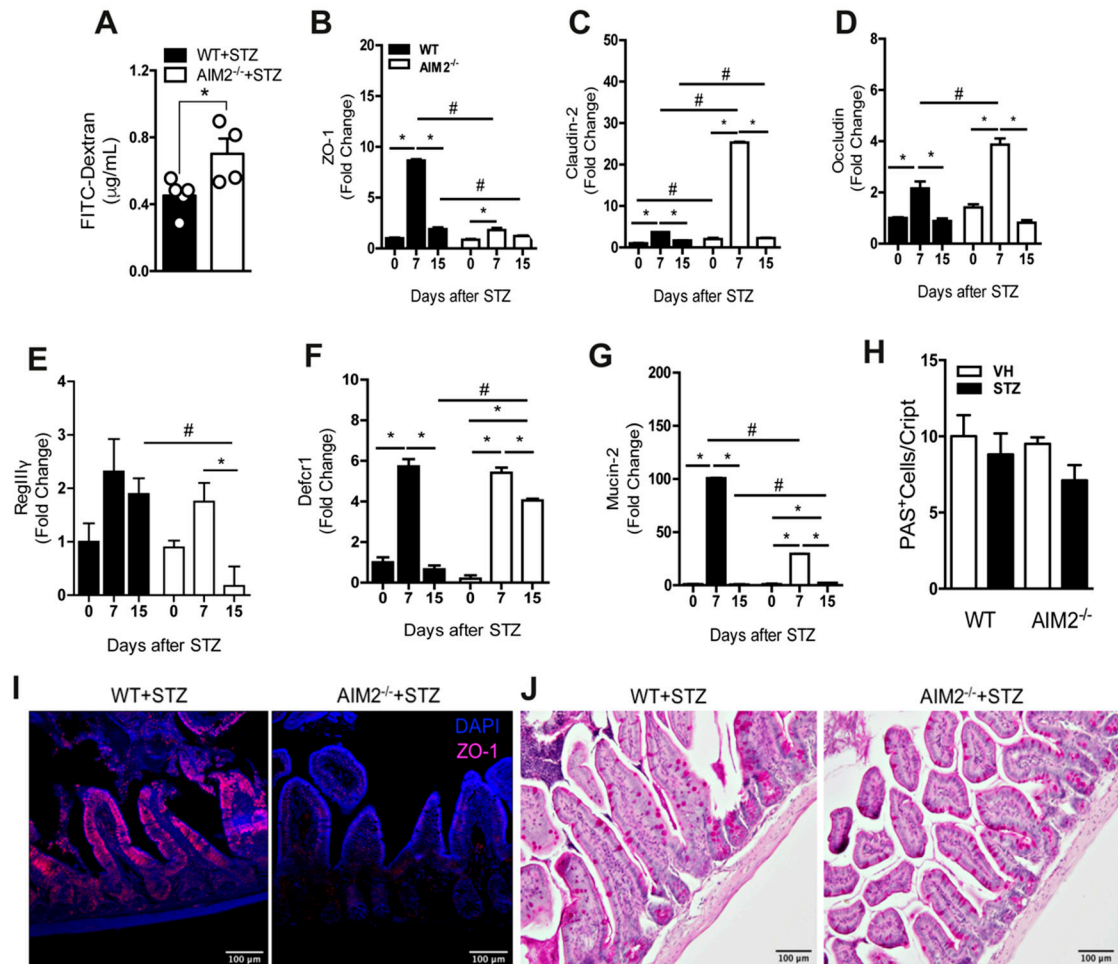 A
WT+STZ
AIM2-/-+STZ
*
1.2
0.8
0.4
0.0
FITC-Dextran
(μg/mL)
B
WT
AIM2-/-
20
15
10
5
0
ZO-1
(Fold Change)
#
* *
#
*
0 7 15 0 7 15
Days after STZ
C
50
40
30
20
10
0
Claudin-2
(Fold Change)
#
#
* *
#
* *
0 7 15 0 7 15
Days after STZ
D
8
6
4
2
0
Occludin
(Fold Change)
#
* *
* *
0 7 15 0 7 15
Days after STZ
E
4
3
2
1
0
RegIIIγ
(Fold Change)
#
*
0 7 15 0 7 15
Days after STZ
F
10
8
6
4
2
0
Defcr1
(Fold Change)
#
*
* * * *
0 7 15 0 7 15
Days after STZ
G
200
150
100
50
0
Mucin-2
(Fold Change)
#
* *
#
*
* *
0 7 15 0 7 15
Days after STZ
H
VH
STZ
15
10
5
0
PAS+Cells/Cript
WT AIM2-/-
I
WT+STZ
AIM2-/-+STZ
DAPI
ZO-1
100 μm
100 μm
J
WT+STZ
AIM2-/-+STZ
100 μm
100 μm